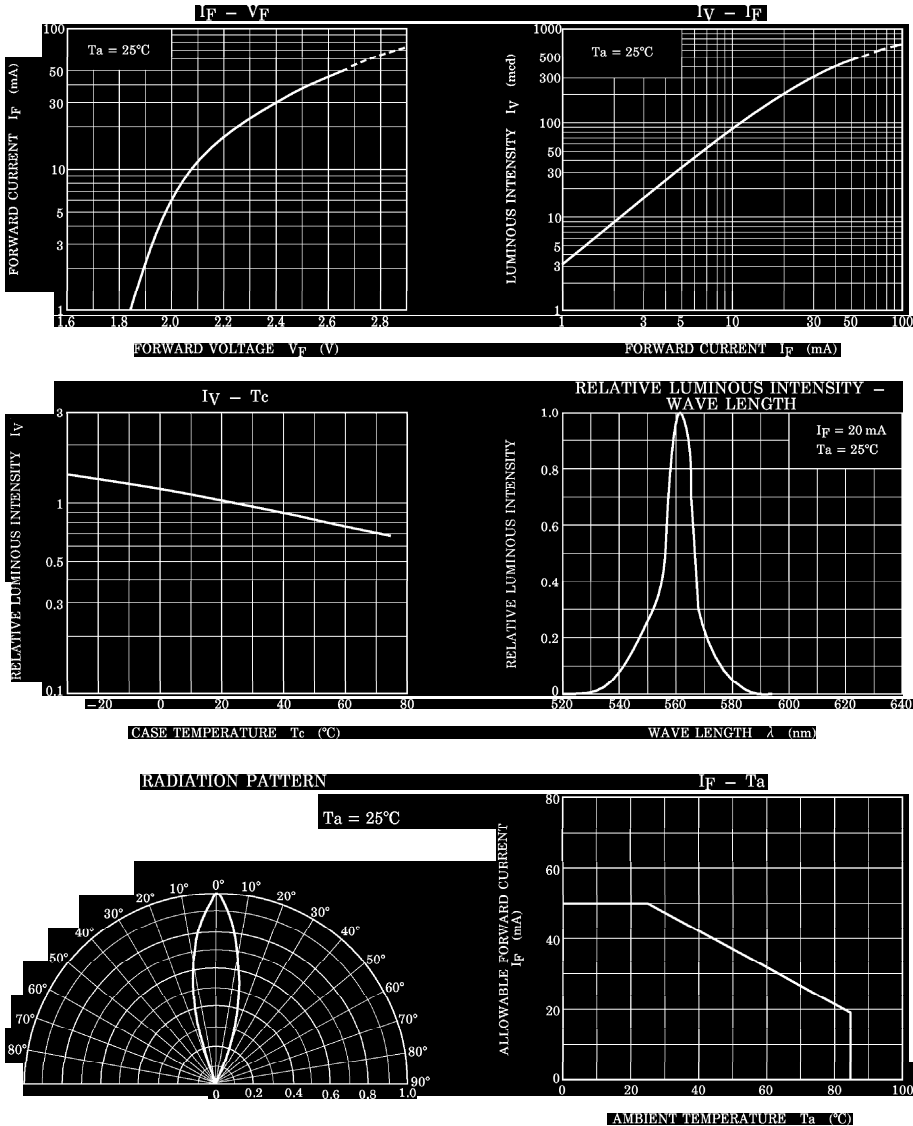 IF – VF
Ta = 25°C
FORWARD CURRENT IF (mA)
100
50
30
10
5
3
1
1.6 1.8 2.0 2.2 2.4 2.6 2.8
FORWARD VOLTAGE VF (V)
IV – IF
Ta = 25°C
LUMINOUS INTENSITY IV (mcd)
1000
500
300
100
50
30
10
5
3
1
1 3 5 10 30 50 100
FORWARD CURRENT IF (mA)
IV – Tc
RELATIVE LUMINOUS INTENSITY IV
3
1
0.5
0.3
0.1
−20 0 20 40 60 80
CASE TEMPERATURE Tc (°C)
RELATIVE LUMINOUS INTENSITY –
WAVE LENGTH
IF = 20 mA
Ta = 25°C
RELATIVE LUMINOUS INTENSITY
1.0
0.8
0.6
0.4
0.2
0
520 540 560 580 600 620 640
WAVE LENGTH λ (nm)
RADIATION PATTERN
Ta = 25°C
0°
10° 10°
20° 20°
30° 30°
40° 40°
50° 50°
60° 60°
70° 70°
80° 80°
90°
0 0.2 0.4 0.6 0.8 1.0
IF – Ta
ALLOWABLE FORWARD CURRENT
IF (mA)
80
60
40
20
0
0 20 40 60 80 100
AMBIENT TEMPERATURE Ta (°C)